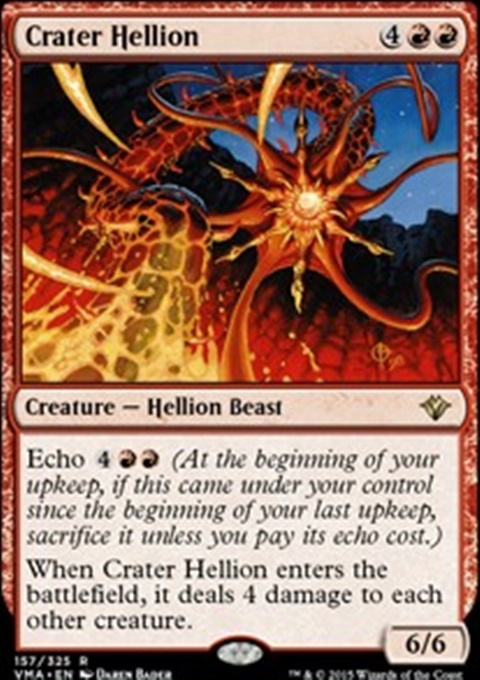 Crater Hellion 4
Creature — Hellion Beast
Echo 4 (At the beginning of your
upkeep, if this came under your control
since the beginning of your last upkeep,
sacrifice it unless you pay its echo cost.)
When Crater Hellion enters the
battlefield, it deals 4 damage to each
other creature.
6/6
157/325 R
VMA • EN Daren Bader ™ & © 2015 Wizards of the Coast